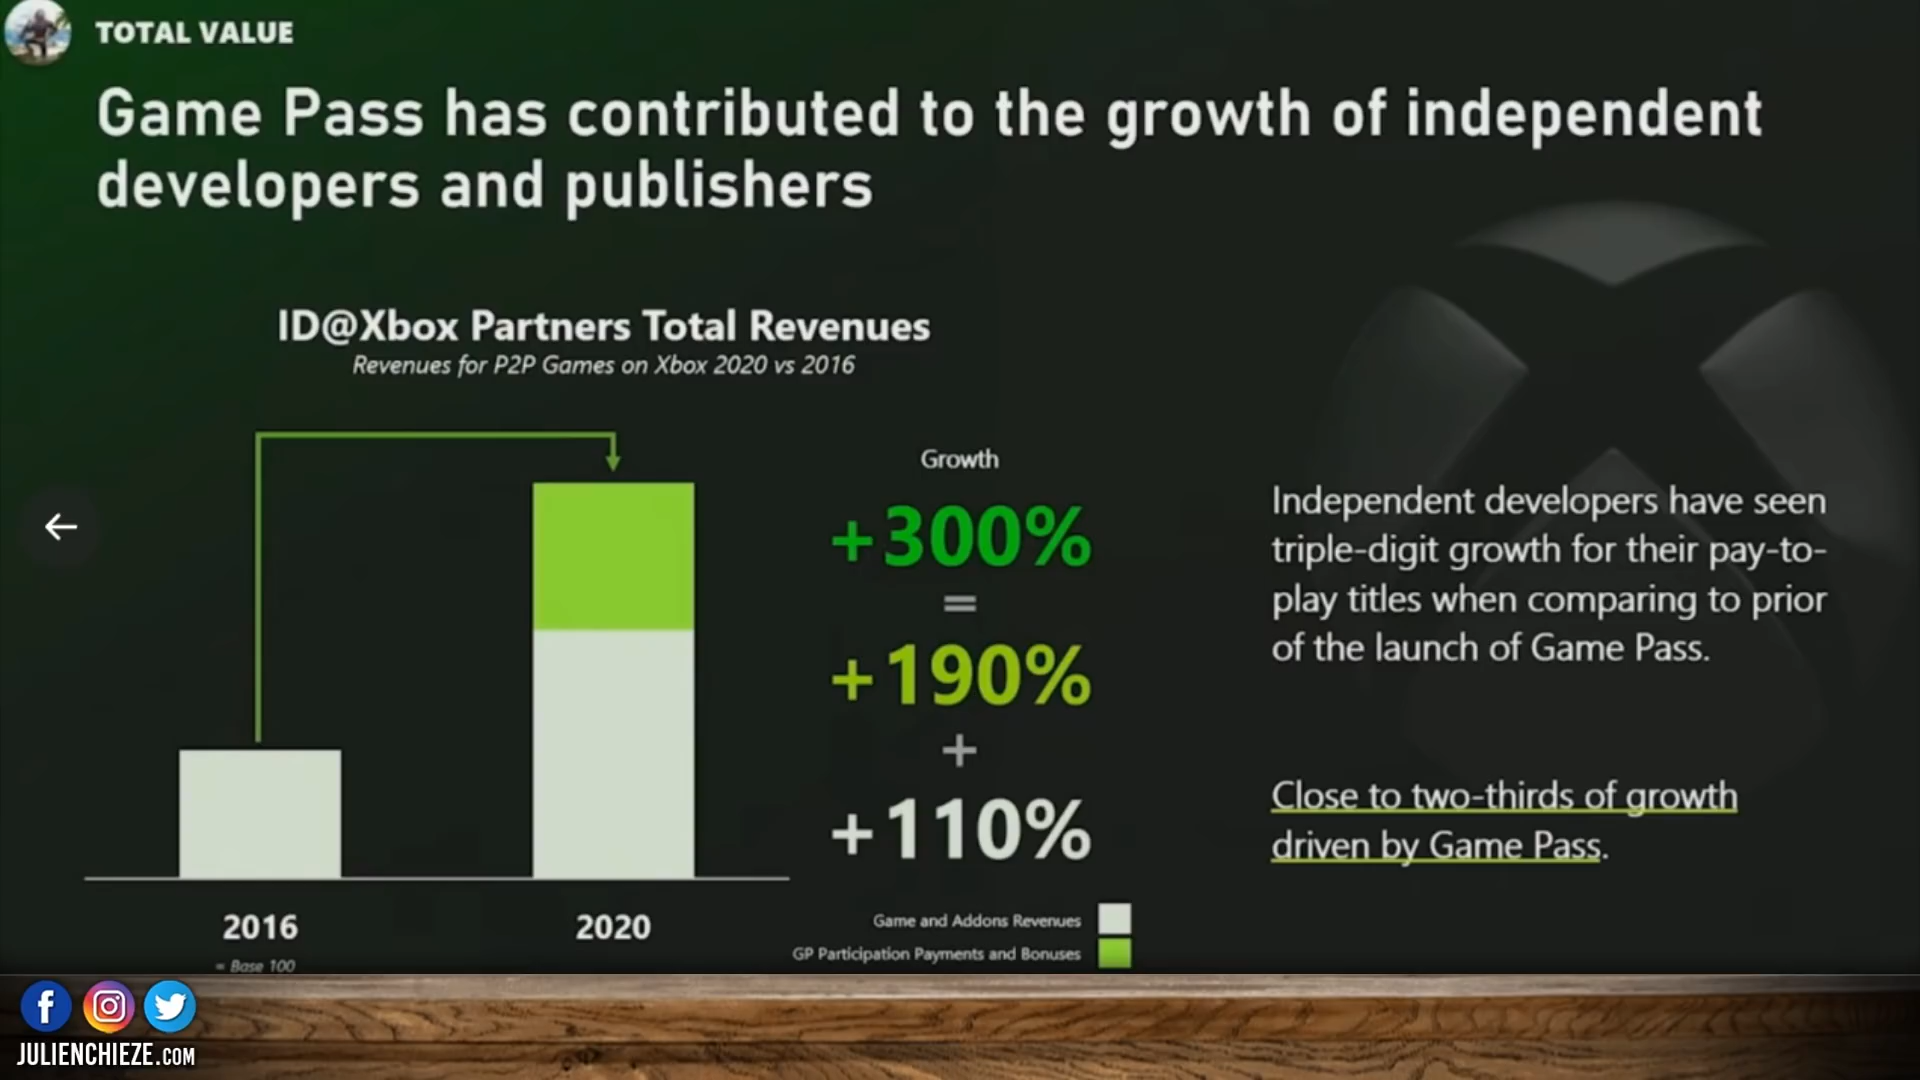 TOTAL VALUE
Game Pass has contributed to the growth of independent
developers and publishers
ID@Xbox Partners Total Revenues
Revenues for P2P Games on Xbox 2020 vs 2016
Growth
+300%
=
+190%
+
+110%
2016
= Base 100
2020
Game and Addons Revenues
GP Participation Payments and Bonuses
Independent developers have seen
triple-digit growth for their pay-to-
play titles when comparing to prior
of the launch of Game Pass.
Close to two-thirds of growth
driven by Game Pass.
JULIENCHIEZE.COM